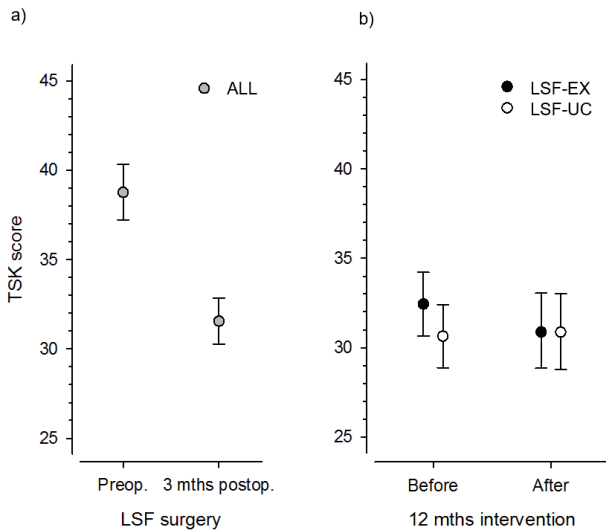 a)
ALL
45
40
35
30
25
TSK score
Preop. 3 mths postop.
LSF surgery
b)
LSF-EX
LSF-UC
45
40
35
30
25
Before After
12 mths intervention